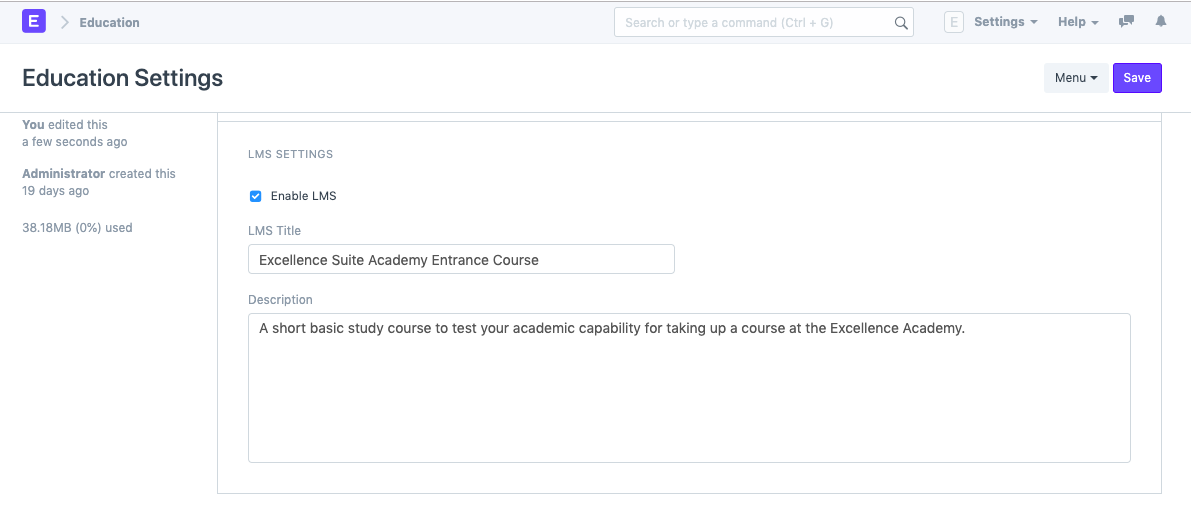 E
Education
Search or type a command (Ctrl + G)
E
Settings
Help
Education Settings
Menu
Save
You edited this
a few seconds ago
Administrator created this
19 days ago
38.18MB (0%) used
LMS SETTINGS
Enable LMS
LMS Title
Excellence Suite Academy Entrance Course
Description
A short basic study course to test your academic capability for taking up a course at the Excellence Academy.